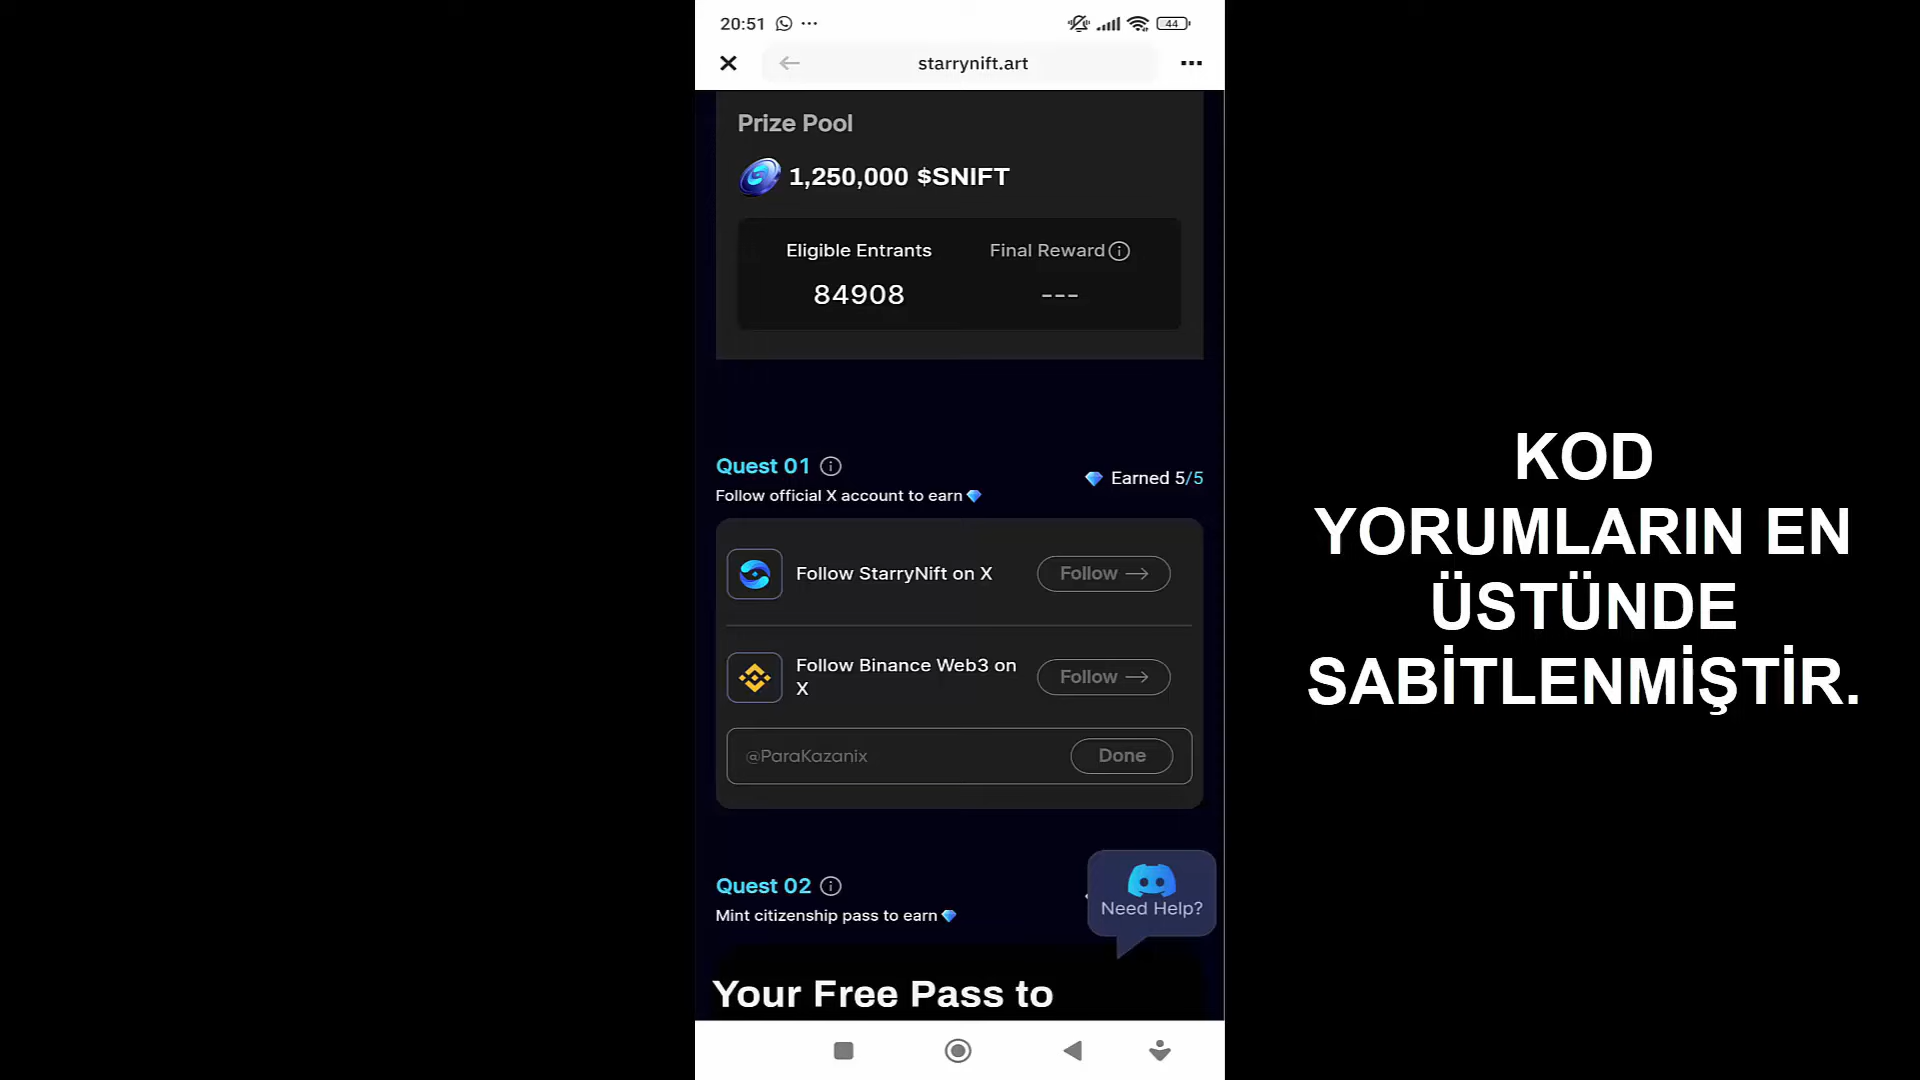 20:51
44
starrynift.art
Prize Pool
1,250,000 $SNIFT
Eligible Entrants
Final Reward
84908
---
Quest 01
Earned 5/5
Follow official X account to earn
Follow StarryNift on X
Follow
Follow Binance Web3 on
X
Follow
@ParaKazanix
Done
Quest 02
Mint citizenship pass to earn
Need Help?
Your Free Pass to
KOD
YORUMLARIN EN
ÜSTÜNDE
SABİTLENMİŞTİR.